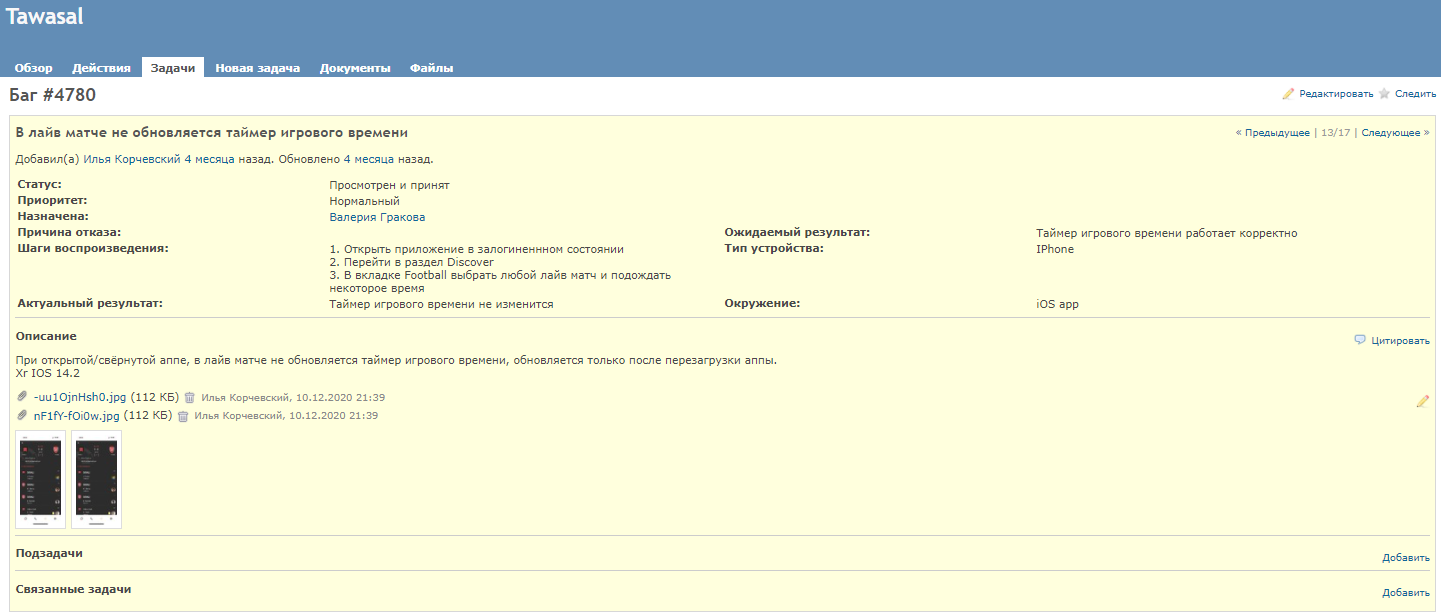 Tawasal
Обзор Действия Задачи Новая задача Документы Файлы
Баг #4780
Редактировать Следить
В лайв матче не обновляется таймер игрового времени
« Предыдущее | 13/17 | Следующее »
Добавил(а) Илья Корчевский 4 месяца назад. Обновлено 4 месяца назад.
Статус: Просмотрен и принят
Приоритет: Нормальный
Назначена: Валерия Гракова
Причина отказа: Ожидаемый результат: Таймер игрового времени работает корректно
Шаги воспроизведения: 1. Открыть приложение в залогиненнном состоянии Тип устройства: IPhone
2. Перейти в раздел Discover
3. В вкладке Football выбрать любой лайв матч и подождать
некоторое время
Актуальный результат: Таймер игрового времени не изменится Окружение: iOS app
Описание
Цитировать
При открытой/свёрнутой аппе, в лайв матче не обновляется таймер игрового времени, обновляется только после перезагрузки аппы.
Xr IOS 14.2
-uu1OjnHsh0.jpg (112 КБ) Илья Корчевский, 10.12.2020 21:39
nF1fY-fOi0w.jpg (112 КБ) Илья Корчевский, 10.12.2020 21:39
Подзадачи
Добавить
Связанные задачи
Добавить